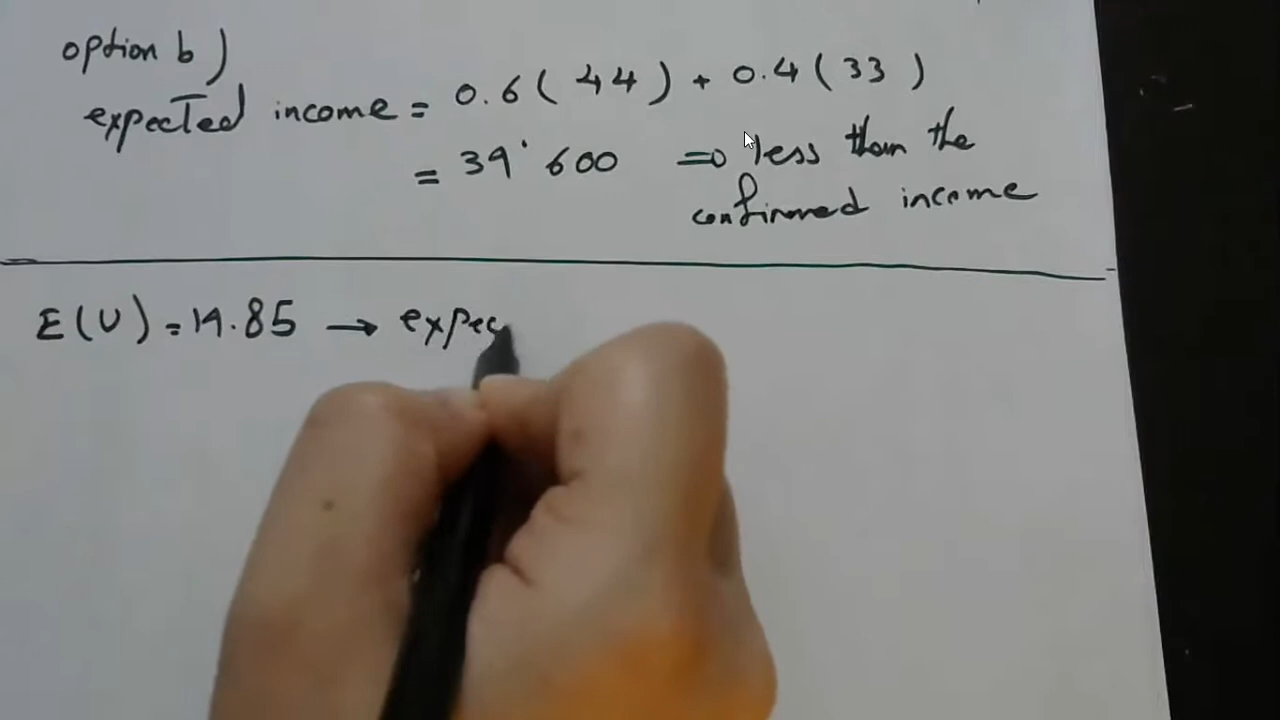 option b)
expected income = 0.6 ( 44 ) + 0.4 ( 33 )
= 39' 600 => less than the
confirmed income
E(U) = 14.85 → expec